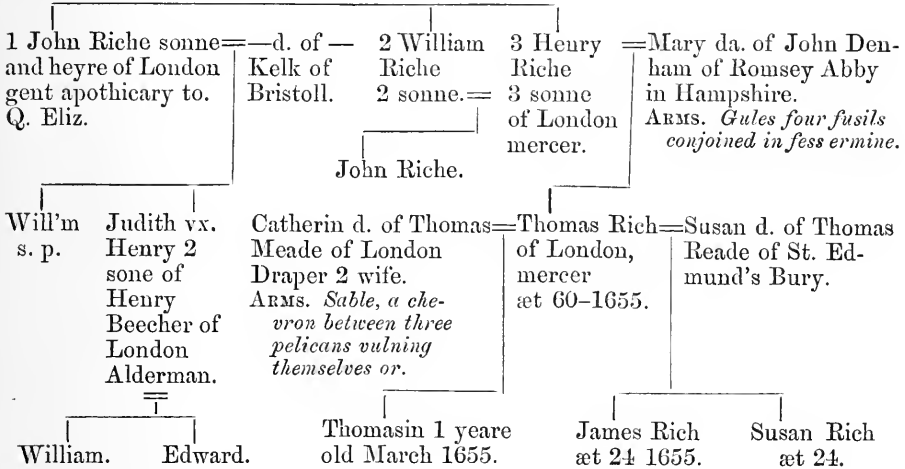 1 John Riche sonne=—d. of —
and heyre of London
gent apothicary to.
Q. Eliz.
Kelk of
Bristoll.
2 William
Riche
2 sonne.=
3 Henry
Riche
3 sonne
of London
mercer.
=Mary da. of John Den-
ham of Romsey Abby
in Hampshire.
ARMS. Gules four fusils
conjoined in fess ermine.
John Riche.
Will'm
s. p.
Judith vx.
Henry 2
sone of
Henry
Beecher of
London
Alderman.
Catherin d. of Thomas=
Meade of London
Draper 2 wife.
ARMS. Sable, a che-
vron between three
pelicans vulning
themselves or.
Thomas Rich=
of London,
mercer
æt 60–1655.
Susan d. of Thomas
Reade of St. Ed-
mund's Bury.
William.
Edward.
Thomasin 1 yeare
old March 1655.
James Rich
æt 24 1655.
Susan Rich
æt 24.